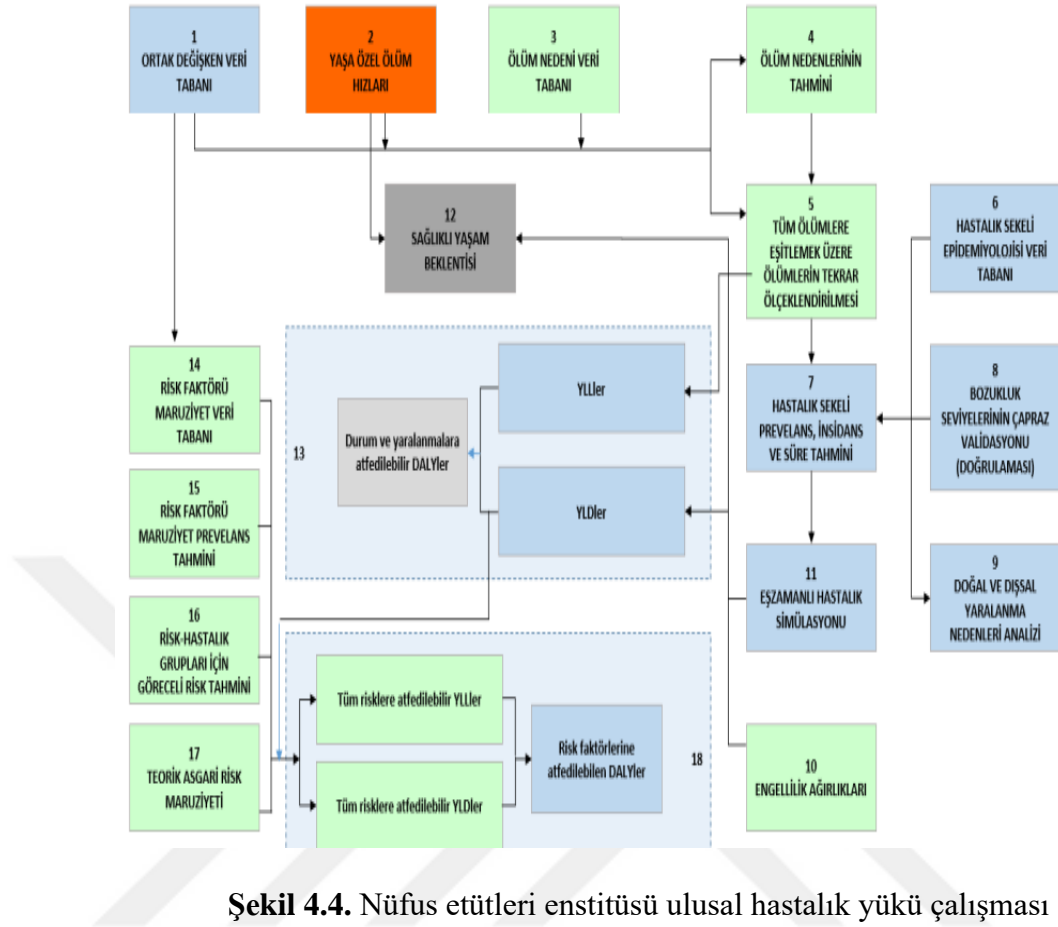 1
ORTAK DEĞİŞKEN VERİ
TABANI
2
YAŞA ÖZEL ÖLÜM
HIZLARI
3
ÖLÜM NEDENİ VERİ
TABANI
4
ÖLÜM NEDENLERİNİN
TAHMİNİ
12
SAĞLIKLI YAŞAM
BEKLENTİSİ
5
TÜM ÖLÜMLERE
EŞİTLEMEK ÜZERE
ÖLÜMLERİN TEKRAR
ÖLÇEKLENDİRİLMESİ
6
HASTALIK SEKELİ
EPİDEMİYOLOJİSİ VERİ
TABANI
14
RİSK FAKTÖRÜ
MARUZİYET VERİ
TABANI
13
Durum ve yaralanmalara
atfedilebilir DALYler
YLLler
YLDler
7
HASTALIK SEKELİ
PREVELANS, İNSİDANS
VE SÜRE TAHMİNİ
8
BOZUKLUK
SEVİYELERİNİN ÇAPRAZ
VALİDASYONU
(DOĞRULAMASI)
15
RİSK FAKTÖRÜ
MARUZİYET PREVELANS
TAHMİNİ
11
EŞZAMANLI HASTALIK
SİMÜLASYONU
9
DOĞAL VE DIŞSAL
YARALANMA
NEDENLERİ ANALİZİ
16
RİSK-HASTALIK
GRUPLARI İÇİN
GÖRECELİ RİSK TAHMİNİ
17
TEORİK ASGARİ RİSK
MARUZİYETİ
Tüm risklere atfedilebilir YLLler
Tüm risklere atfedilebilir YLDler
Risk faktörlerine
atfedilebilen DALYler
18
10
ENGELLİLİK AĞIRLIKLARI
Şekil 4.4. Nüfus etütleri enstitüsü ulusal hastalık yükü çalışması